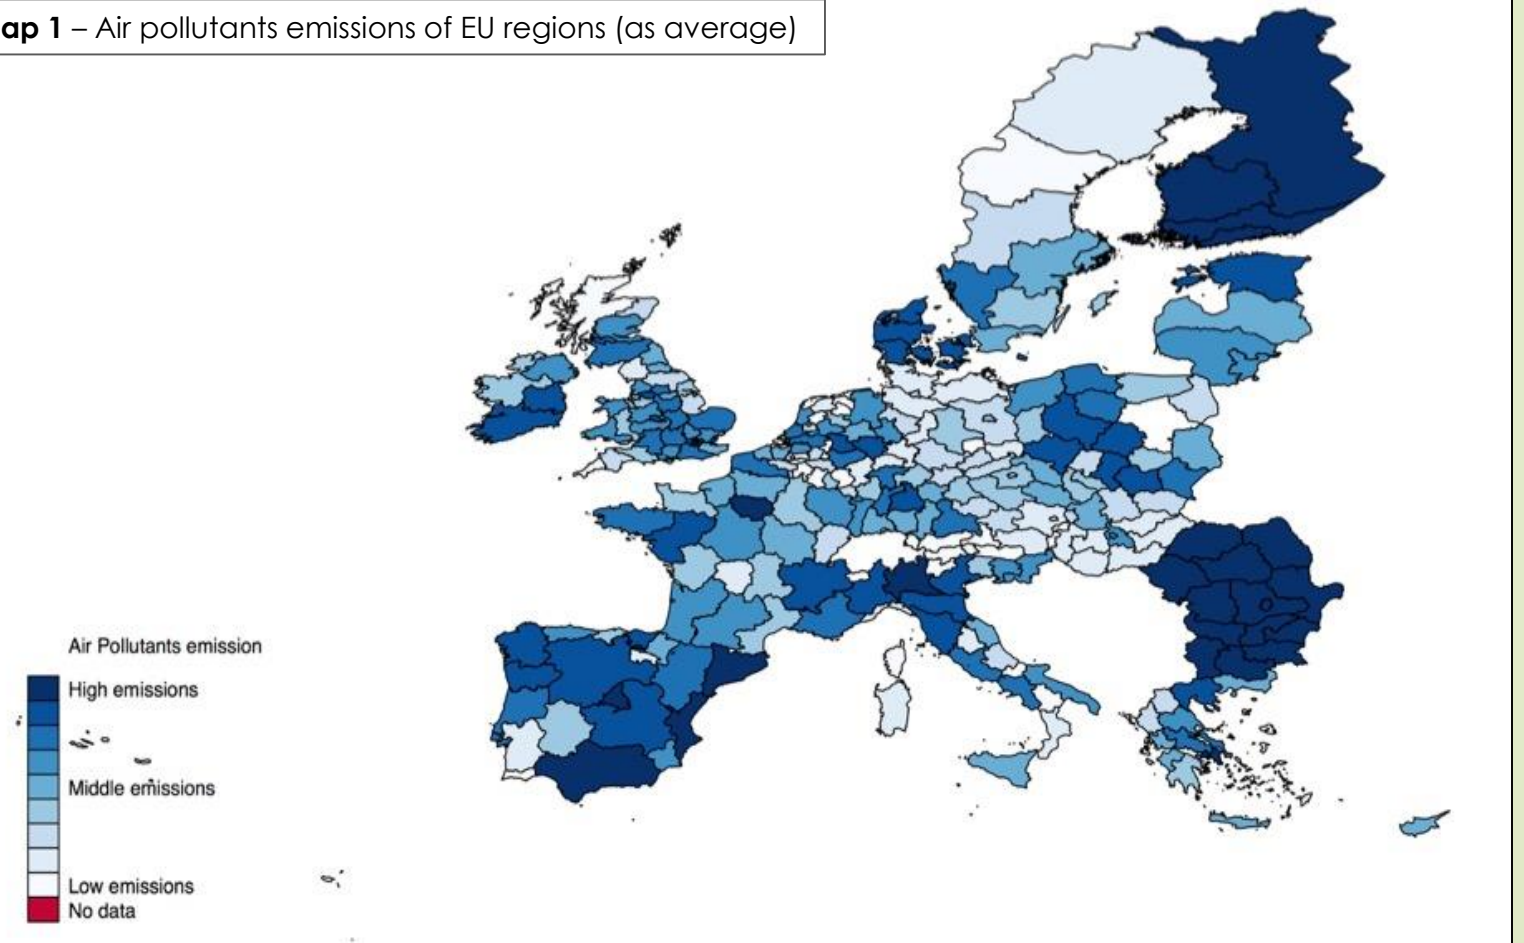 ap 1 – Air pollutants emissions of EU regions (as average)
Air Pollutants emission
High emissions
Middle emissions
Low emissions
No data